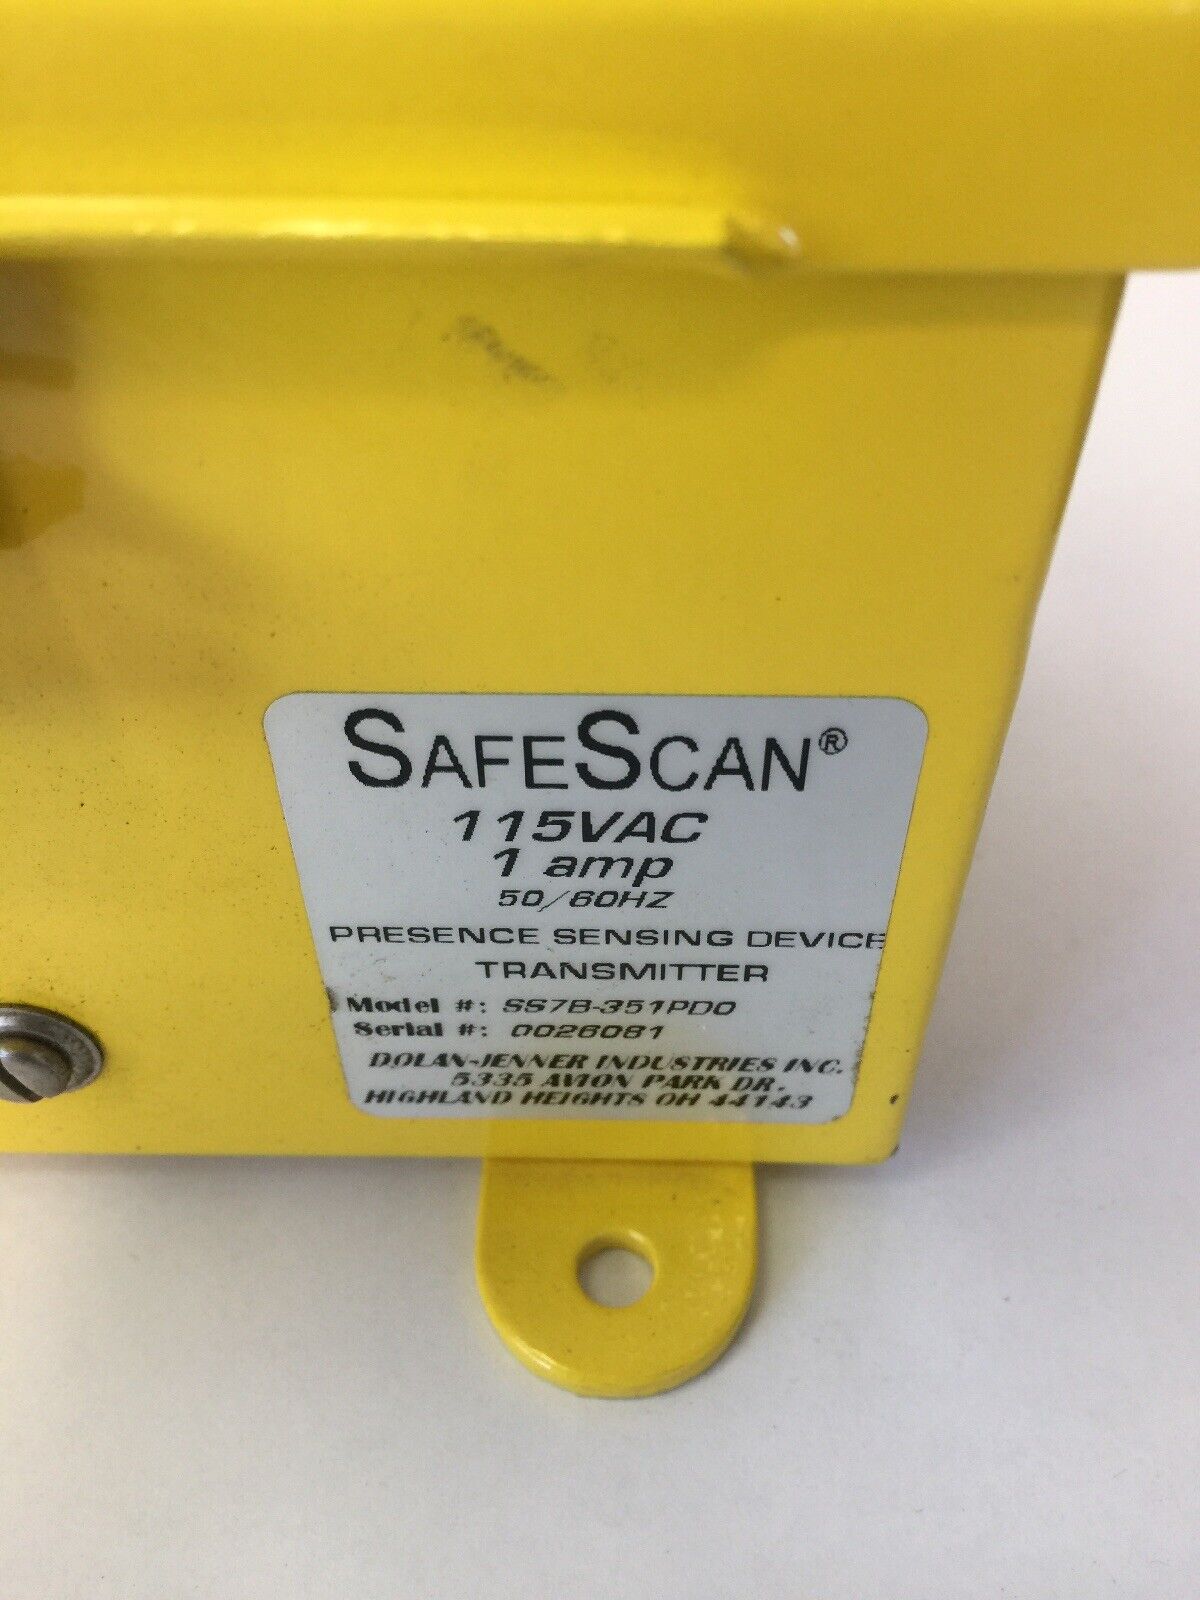 SAFESCAN®
115VAC
1 amp
50/60HZ
PRESENCE SENSING DEVICE
TRANSMITTER
Model #: SS7B-351PDO
Serial #: 0026081
DOLAN-JENNER INDUSTRIES INC.
5335 AVION PARK DR.
HIGHLAND HEIGHTS OH 44143